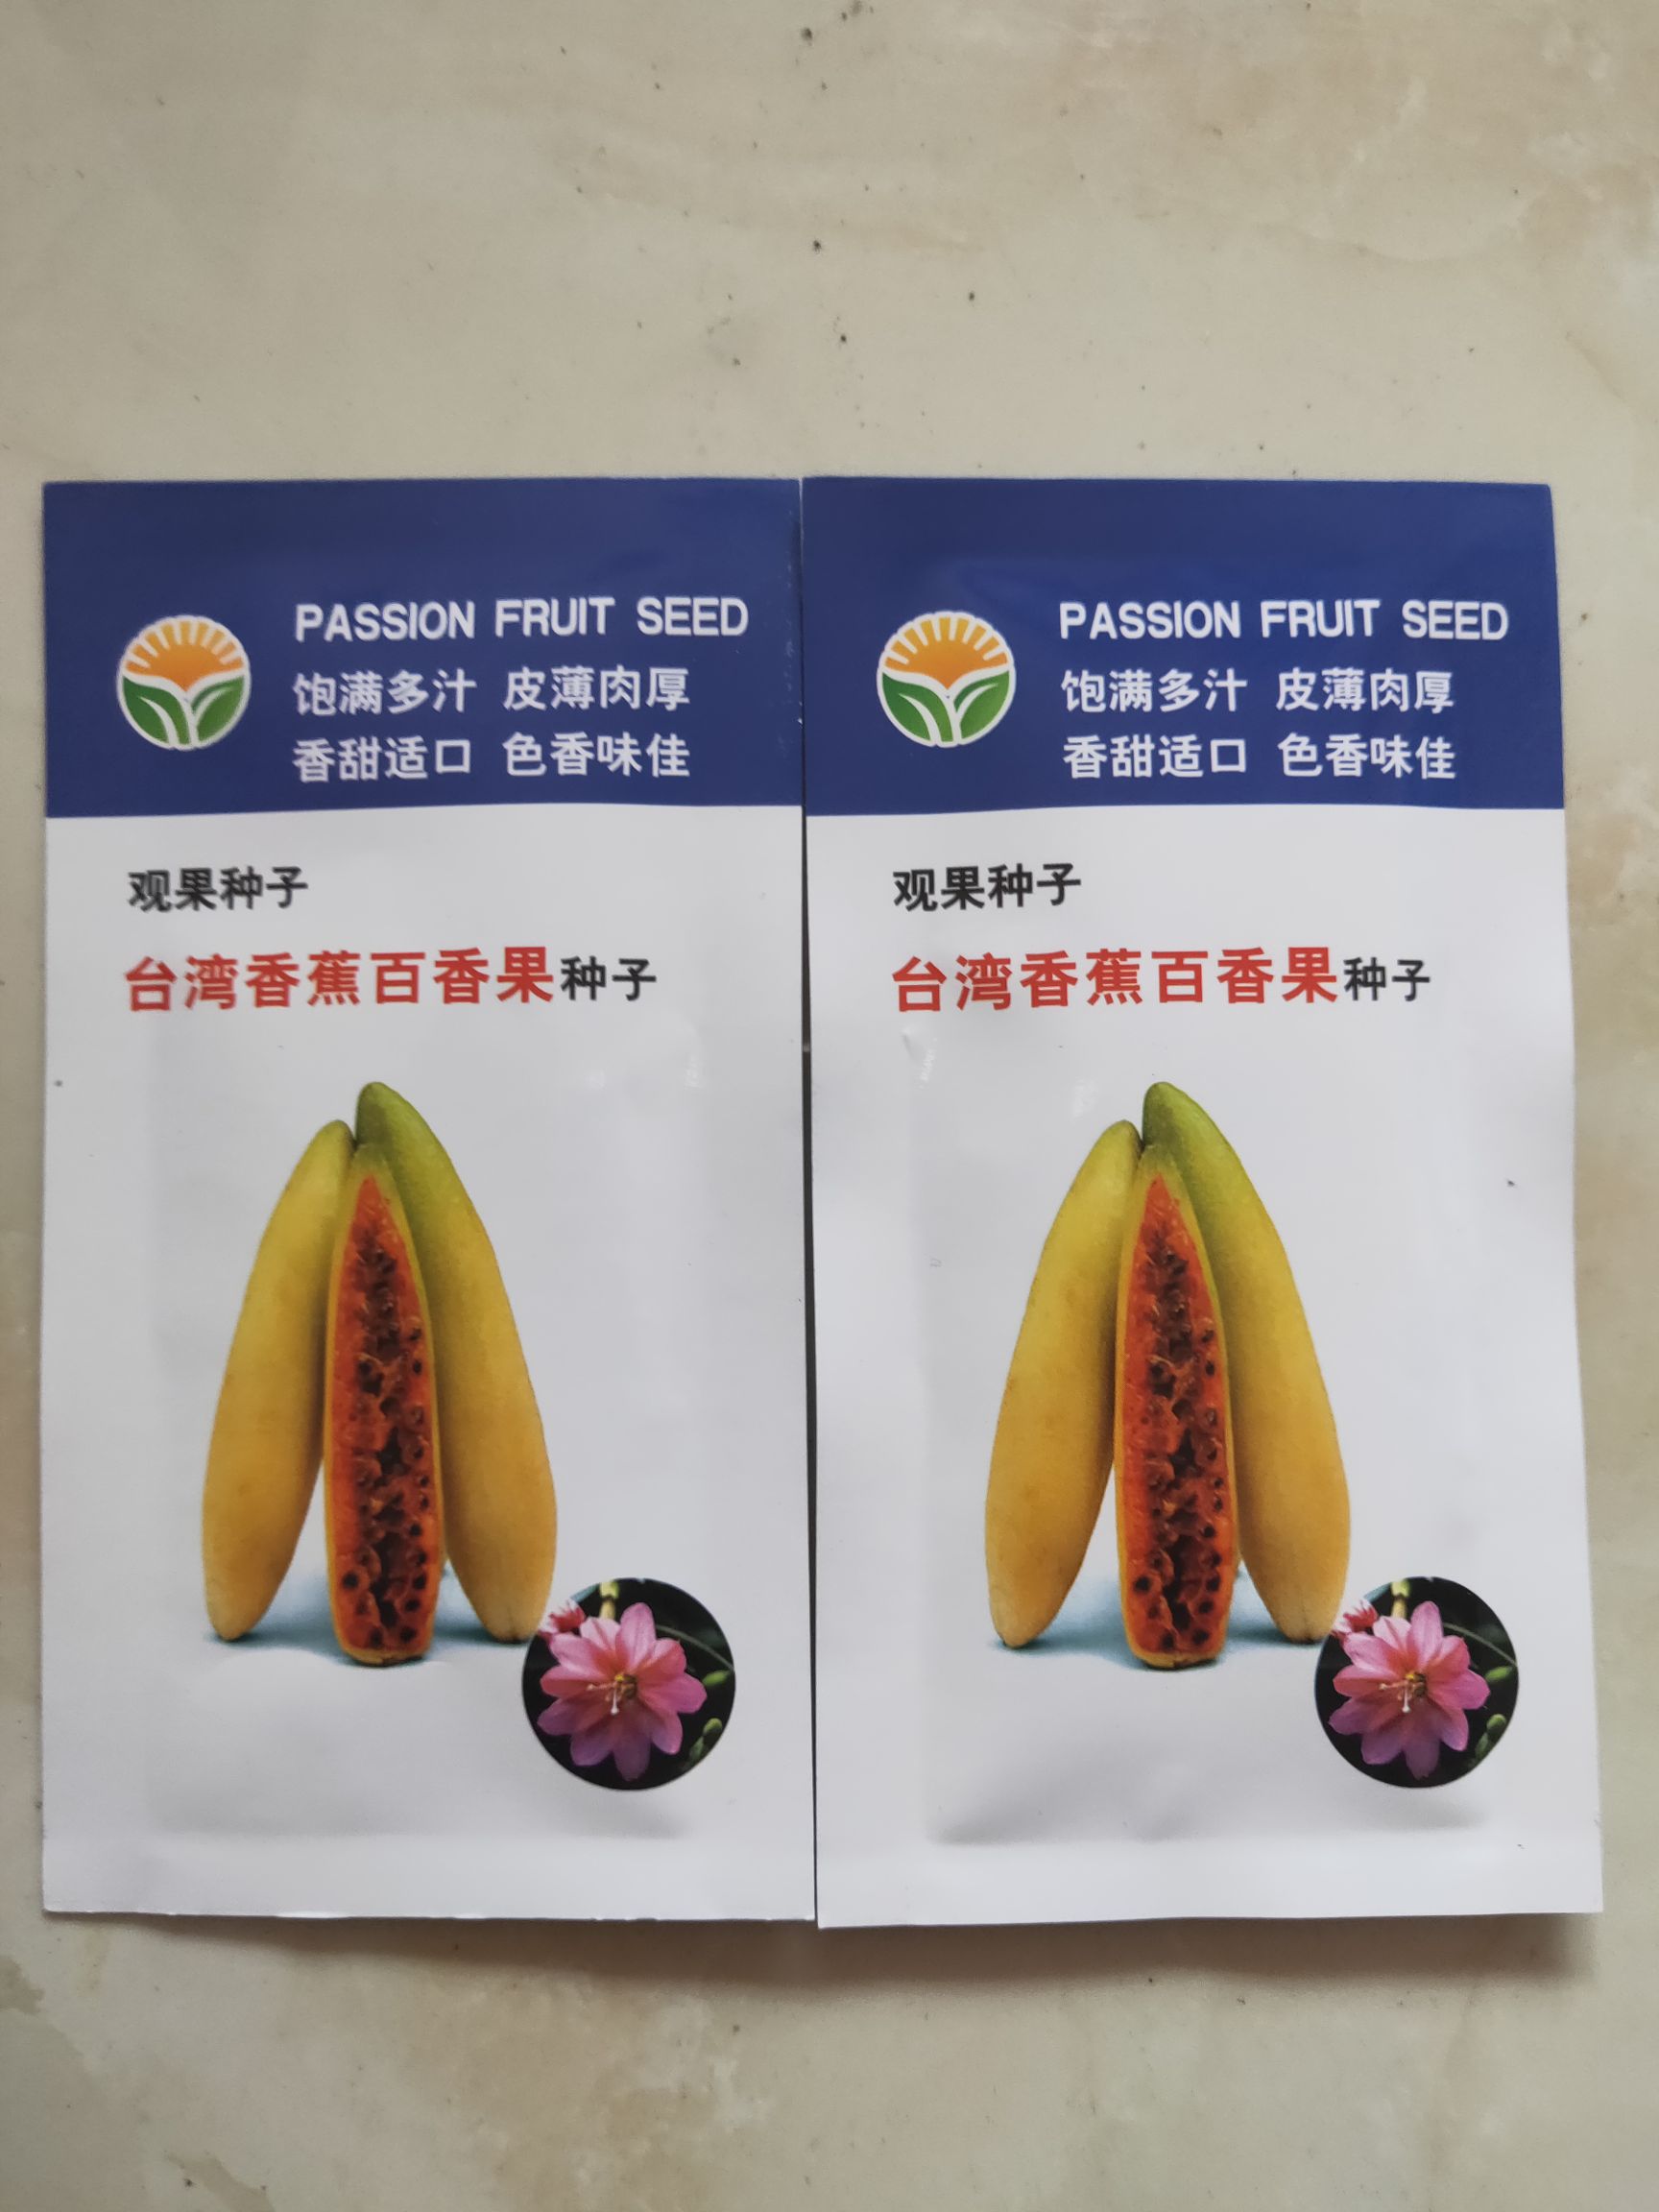 PASSION FRUIT SEED
饱满多汁 皮薄肉厚
香甜适口 色香味佳
观果种子
台湾香蕉百香果种子
PASSION FRUIT SEED
饱满多汁 皮薄肉厚
香甜适口 色香味佳
观果种子
台湾香蕉百香果种子